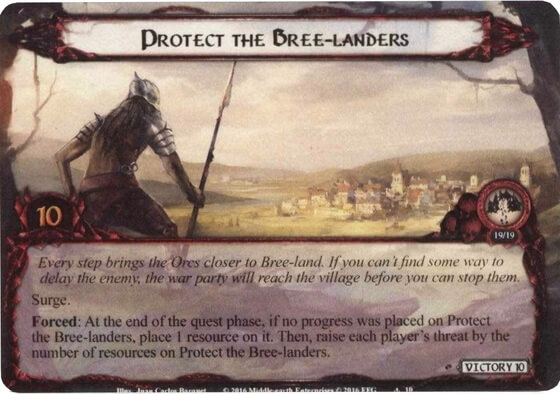 PROTECT THE BREE-LANDERS
10
19/19
Every step brings the Orcs closer to Bree-land. If you can't find some way to
delay the enemy, the war party will reach the village before you can stop them.
Surge.
Forced: At the end of the quest phase, if no progress was placed on Protect
the Bree-landers, place 1 resource on it. Then, raise each player's threat by the
number of resources on Protect the Bree-landers.
VICTORY 10
Illus. Juan Carlos Barquet © 2016 Middle-earth Enterprises © 2016 FFG 10